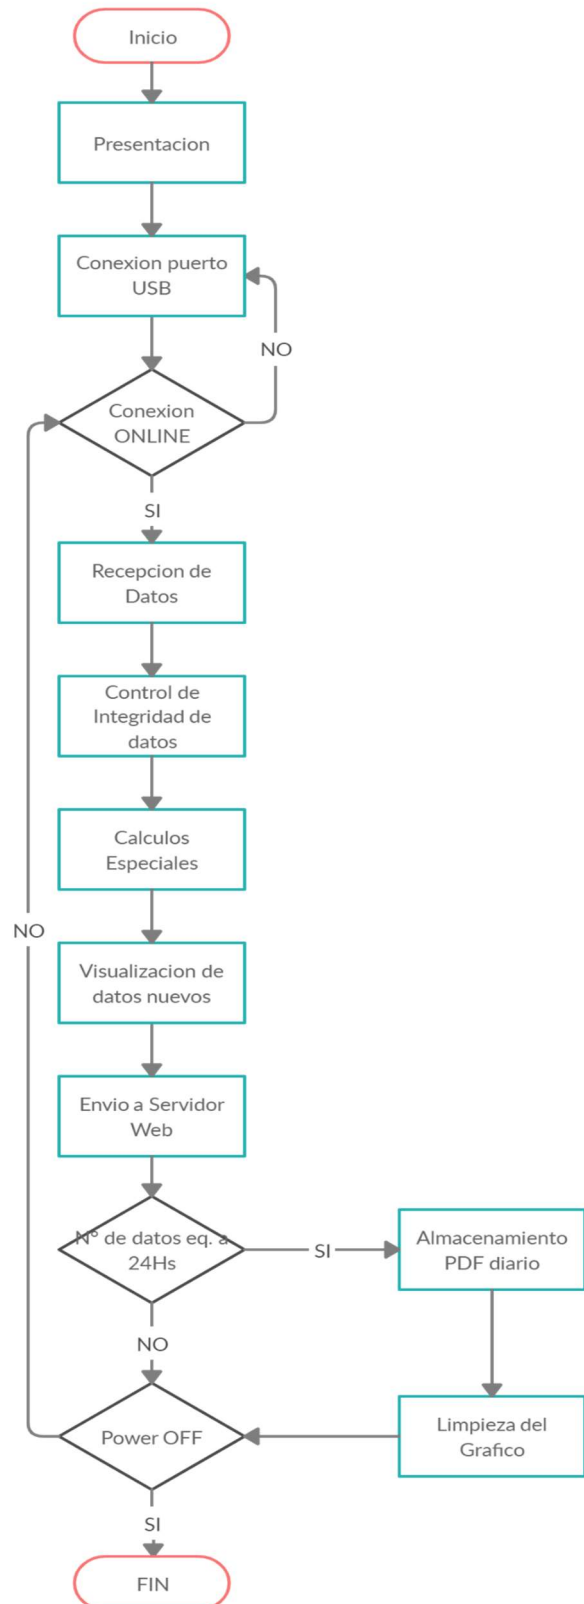 Inicio
Presentacion
Conexion puerto
USB
NO
Conexion
ONLINE
SI
Recepcion de
Datos
Control de
Integridad de
datos
Calculos
Especiales
NO
Visualizacion de
datos nuevos
Envio a Servidor
Web
N° de datos eq. a
24Hs
SI
Almacenamiento
PDF diario
NO
Power OFF
Limpieza del
Grafico
SI
FIN